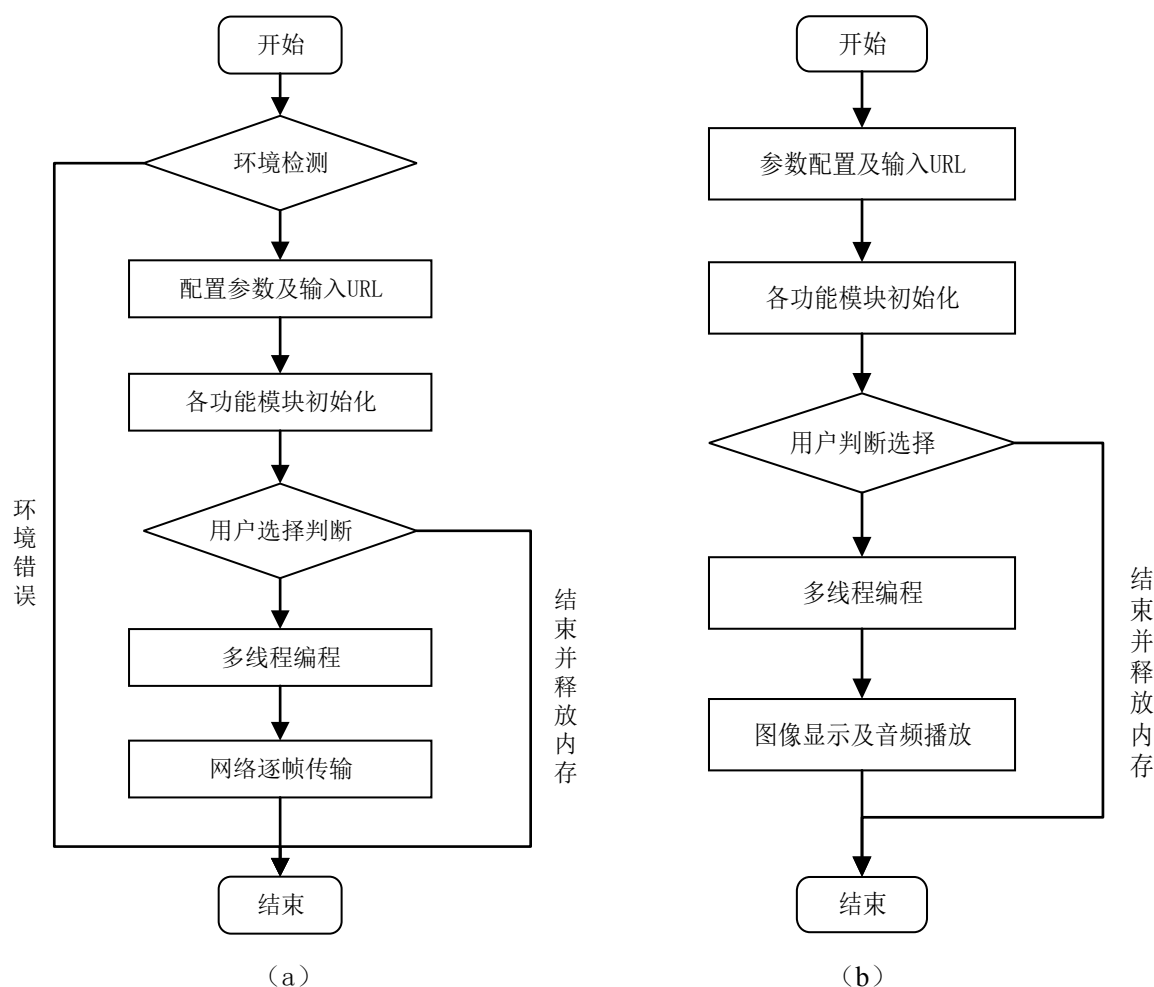 开始
环境检测
配置参数及输入URL
各功能模块初始化
用户选择判断
多线程编程
网络逐帧传输
结束
环境错误
结束并释放内存
（a）
开始
参数配置及输入URL
各功能模块初始化
用户判断选择
多线程编程
图像显示及音频播放
结束
结束并释放内存
（b）